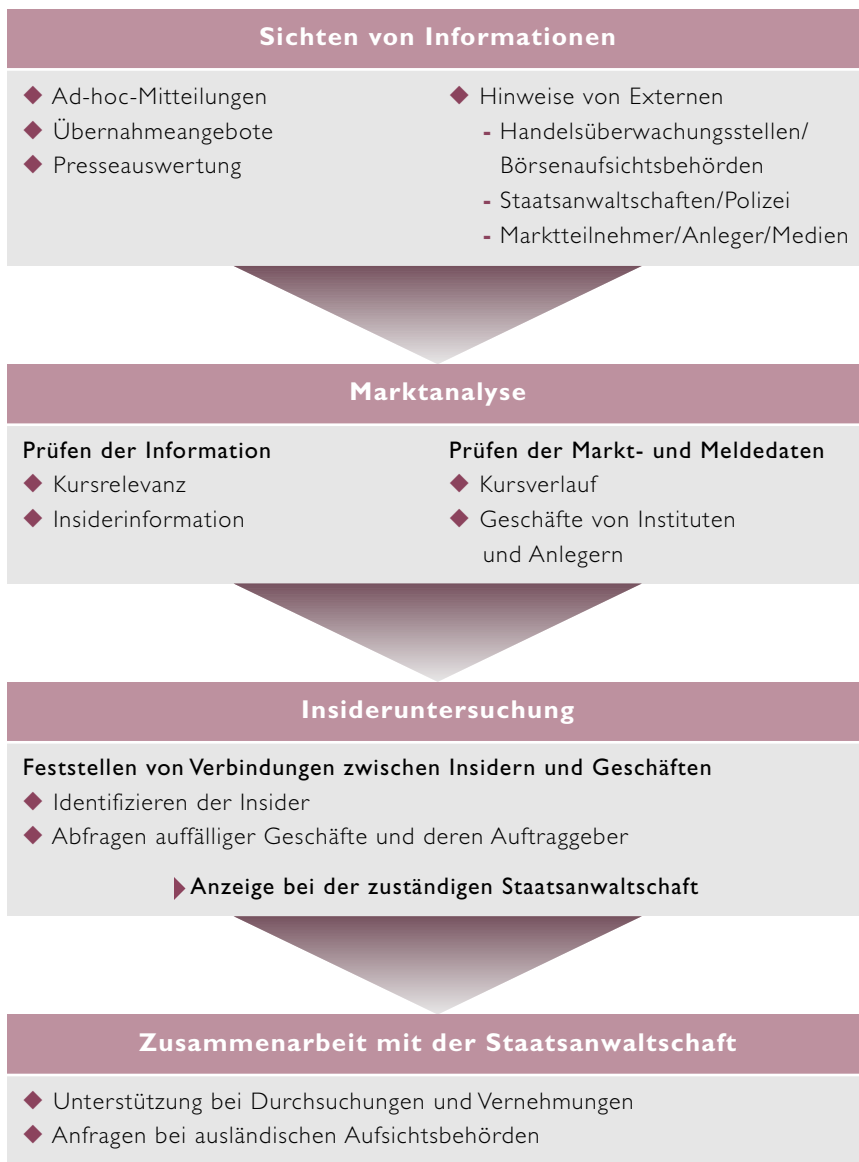 Sichten von Informationen
◆ Ad-hoc-Mitteilungen
◆ Übernahmeangebote
◆ Presseauswertung
◆ Hinweise von Externen
- Handelsüberwachungsstellen/
Börsenaufsichtsbehörden
- Staatsanwaltschaften/Polizei
- Marktteilnehmer/Anleger/Medien
Marktanalyse
Prüfen der Information
◆ Kursrelevanz
◆ Insiderinformation
Prüfen der Markt- und Meldedaten
◆ Kursverlauf
◆ Geschäfte von Instituten
und Anlegern
Insideruntersuchung
Feststellen von Verbindungen zwischen Insidern und Geschäften
◆ Identifizieren der Insider
◆ Abfragen auffälliger Geschäfte und deren Auftraggeber
Anzeige bei der zuständigen Staatsanwaltschaft
Zusammenarbeit mit der Staatsanwaltschaft
◆ Unterstützung bei Durchsuchungen und Vernehmungen
◆ Anfragen bei ausländischen Aufsichtsbehörden